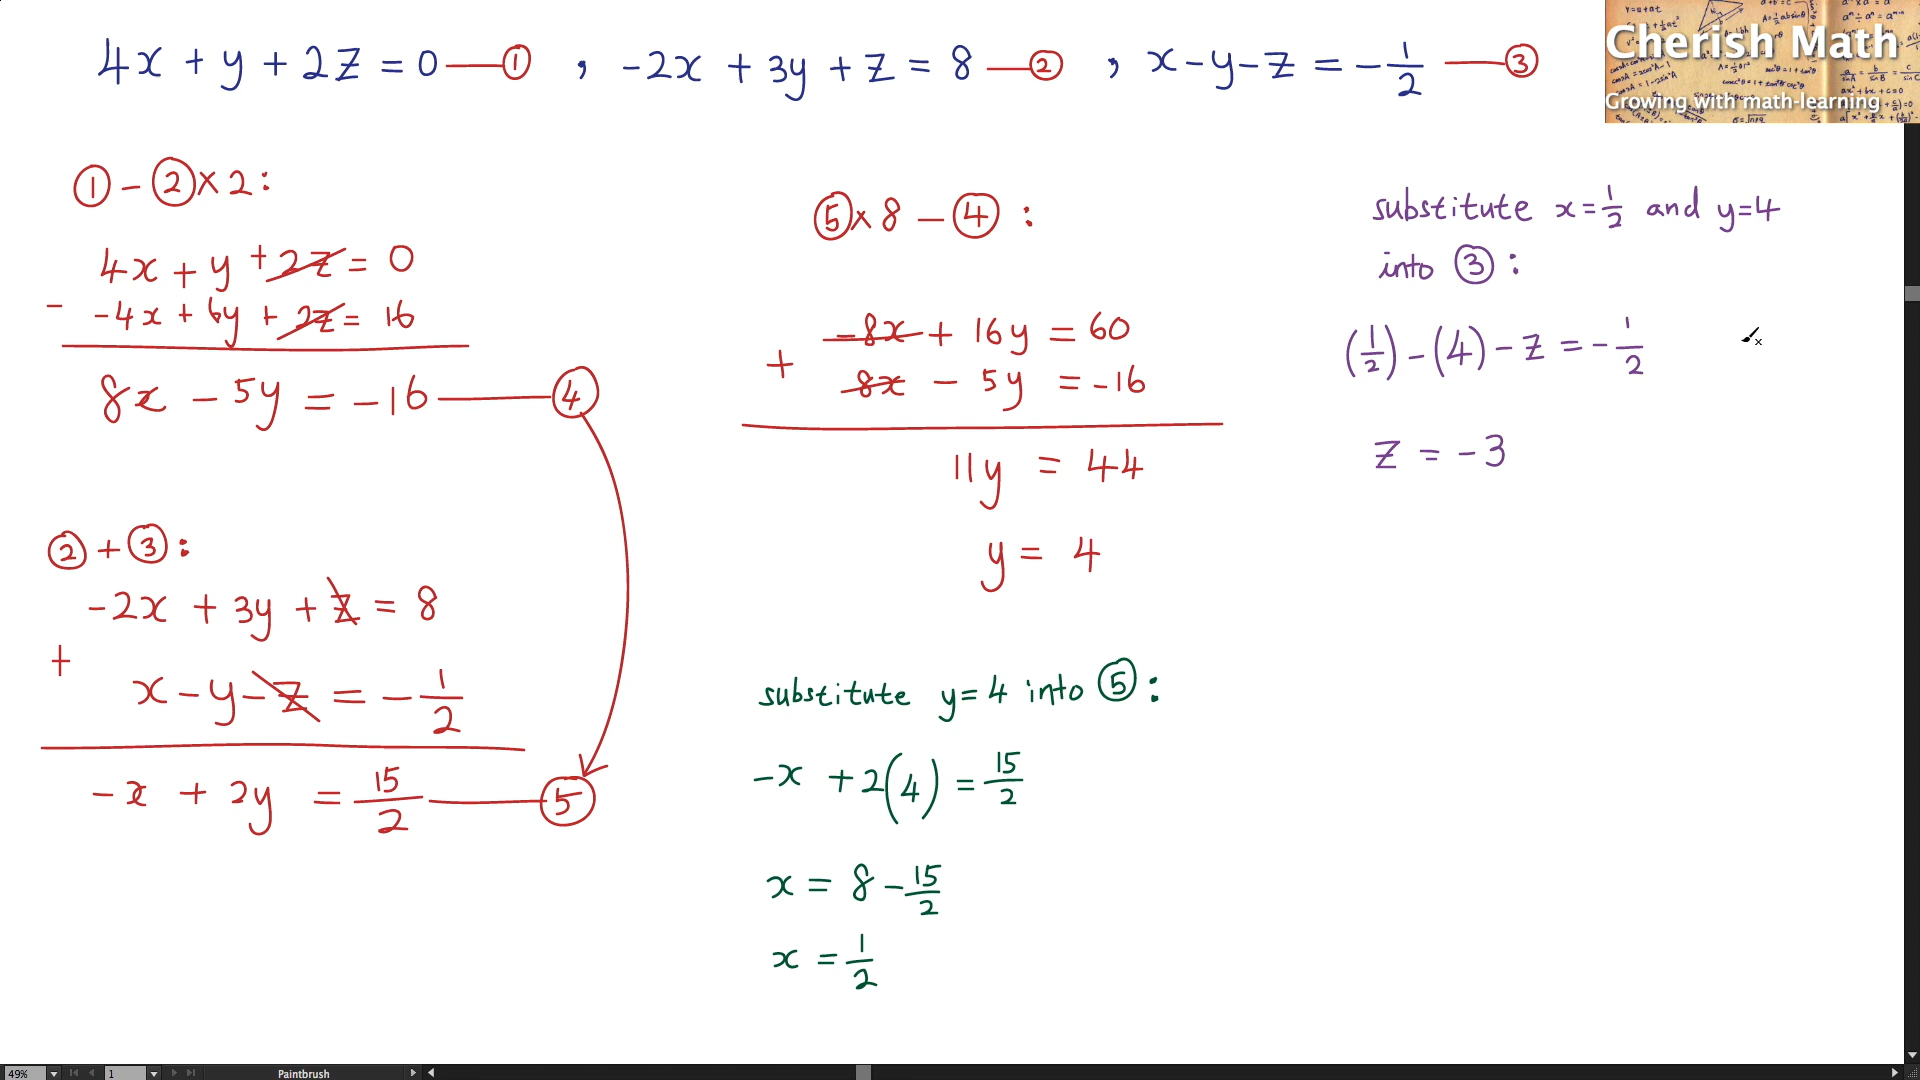 4x + y + 2z = 0 — ① , -2x + 3y + z = 8 — ② , x - y - z = -1/2 — ③
Cherish Math
Growing with math-learning
① - ② × 2 :
4x + y + 2z = 0
- -4x + 6y + 2z = 16
8x - 5y = -16 — ④
② + ③ :
-2x + 3y + z = 8
+
x - y - z = -1/2
-x + 2y = 15/2 — ⑤
⑤ × 8 - ④ :
-8x + 16y = 60
+ 8x - 5y = -16
11y = 44
y = 4
substitute y=4 into ⑤ :
-x + 2(4) = 15/2
x = 8 - 15/2
x = 1/2
substitute x = 1/2 and y=4
into ③ :
(1/2) - (4) - z = -1/2
z = -3
49%
1
Paintbrush